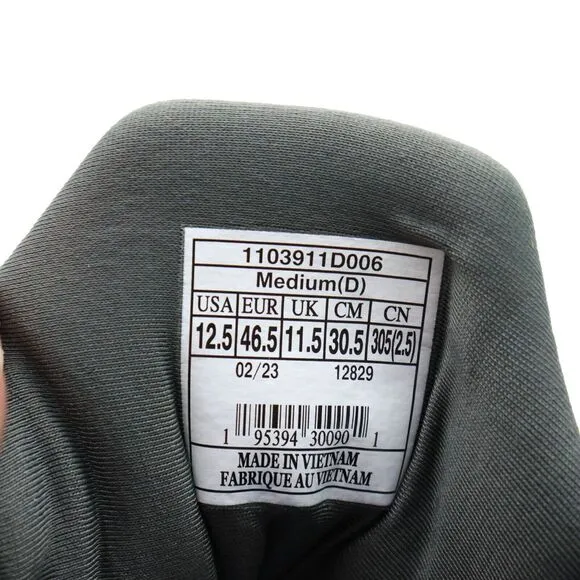 1103911D006
Medium(D)
USA EUR UK CM CN
12.5 46.5 11.5 30.5 305(2.5)
02/23 12829
1 95394 30090 1
MADE IN VIETNAM
FABRIQUE AU VIETNAM